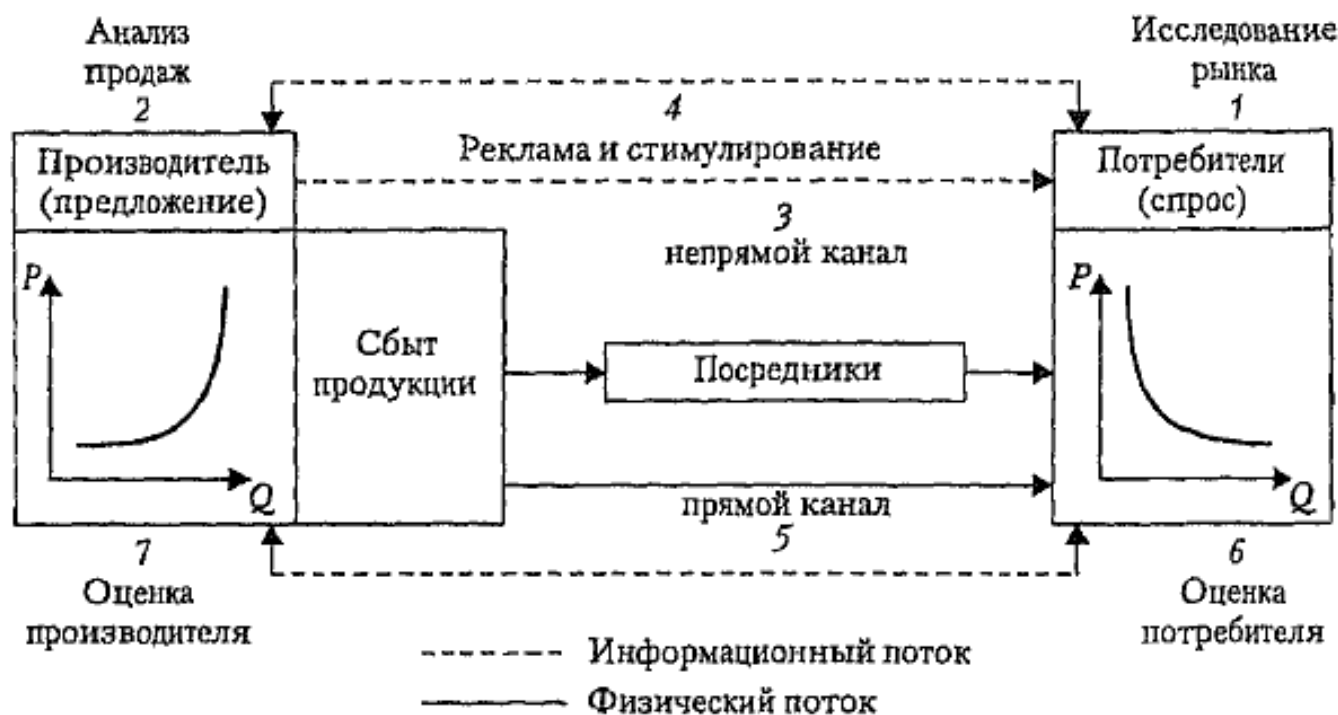 Анализ
продаж
2
Исследование
рынка
1
4
Производитель
(предложение)
Реклама и стимулирование
Потребители
(спрос)
3
непрямой канал
P
Q
Сбыт
продукции
Посредники
P
Q
прямой канал
5
7
Оценка
производителя
6
Оценка
потребителя
Информационный поток
Физический поток